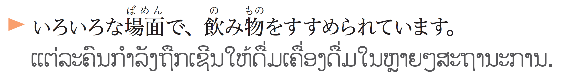 いろいろな場面で、飲み物をすすめられています。
ແຕ່ລະຄົນກຳລັງຖືກເຊີນໃຫ້ດື່ມເຄື່ອງດື່ມໃນຫຼາຍໆສະຖານະການ.